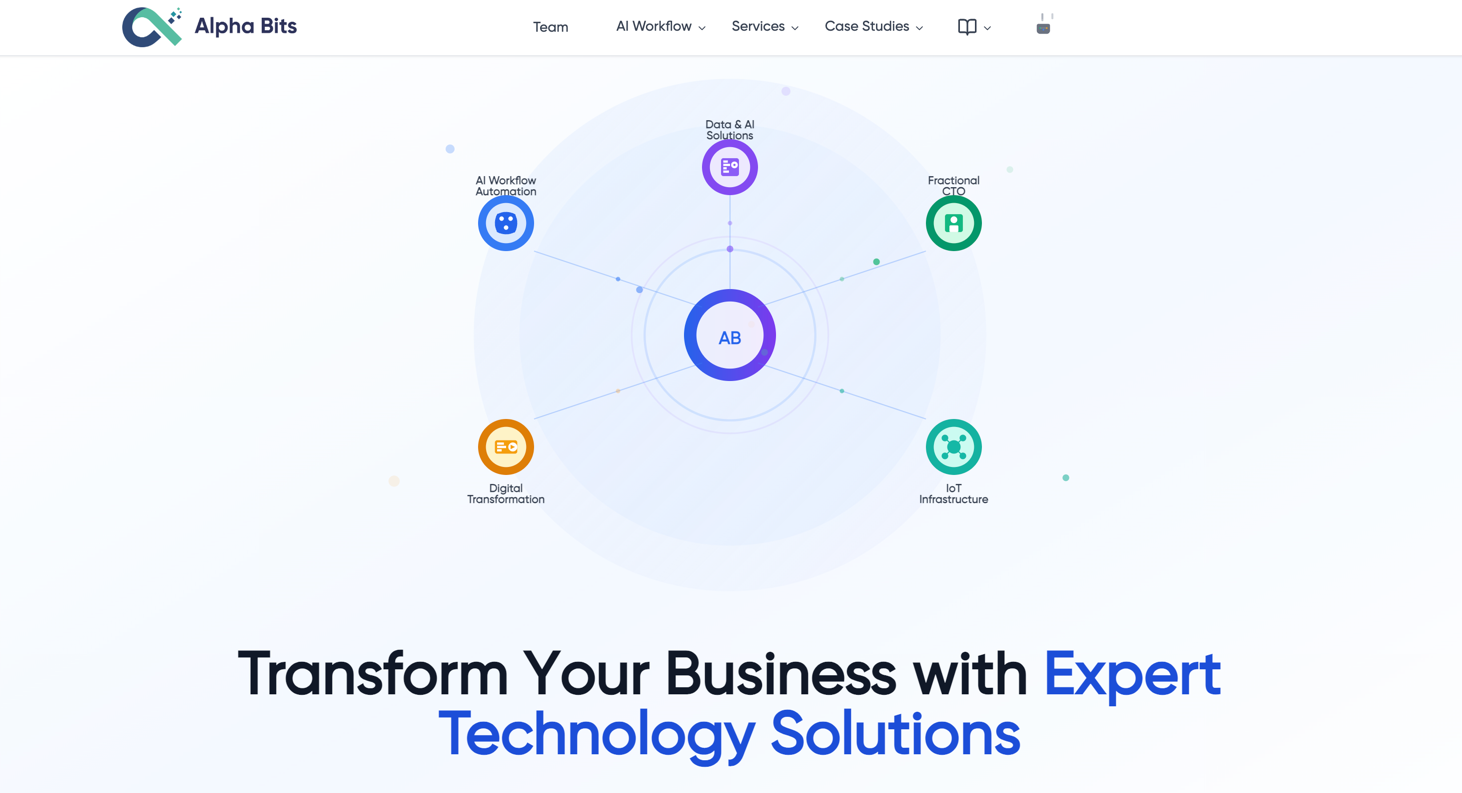 Alpha Bits
Team
AI Workflow
Services
Case Studies
Data & AI
Solutions
AI Workflow
Automation
Fractional
CTO
AB
Digital
Transformation
IoT
Infrastructure
Transform Your Business with Expert
Technology Solutions